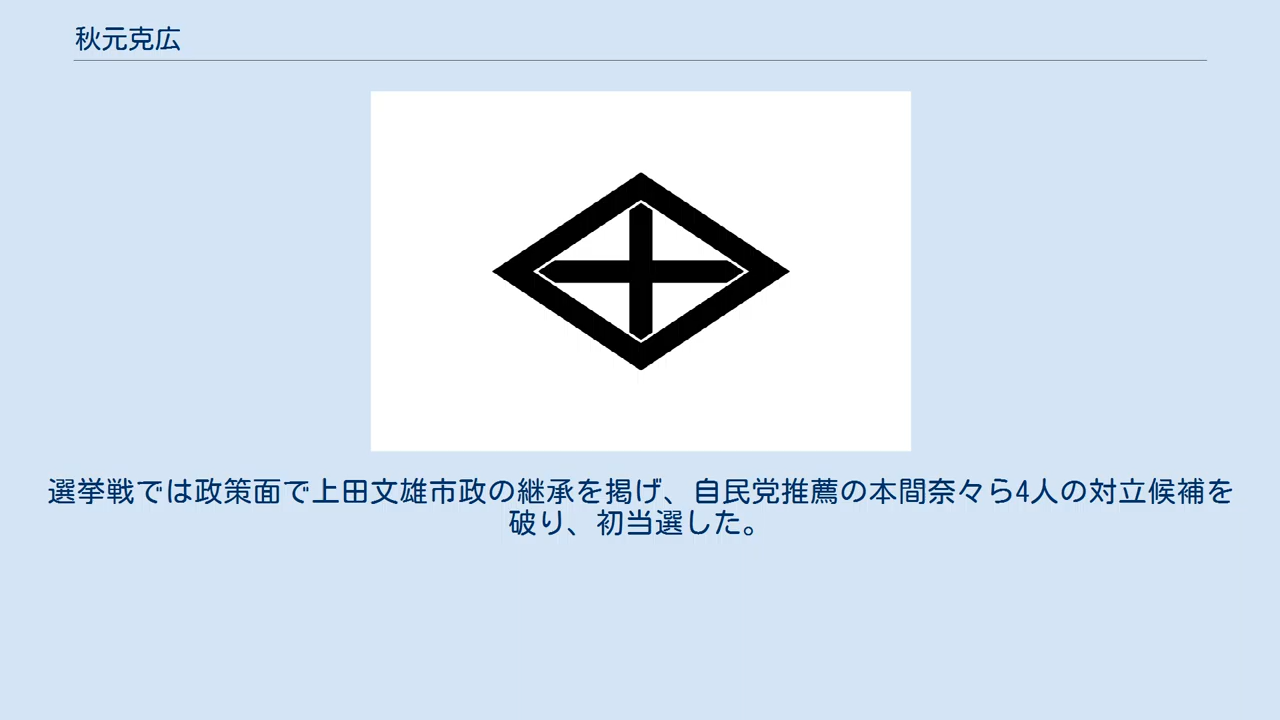 秋元克広
選挙戦では政策面で上田文雄市政の継承を掲げ、自民党推薦の本間奈々ら4人の対立候補を
破り、初当選した。